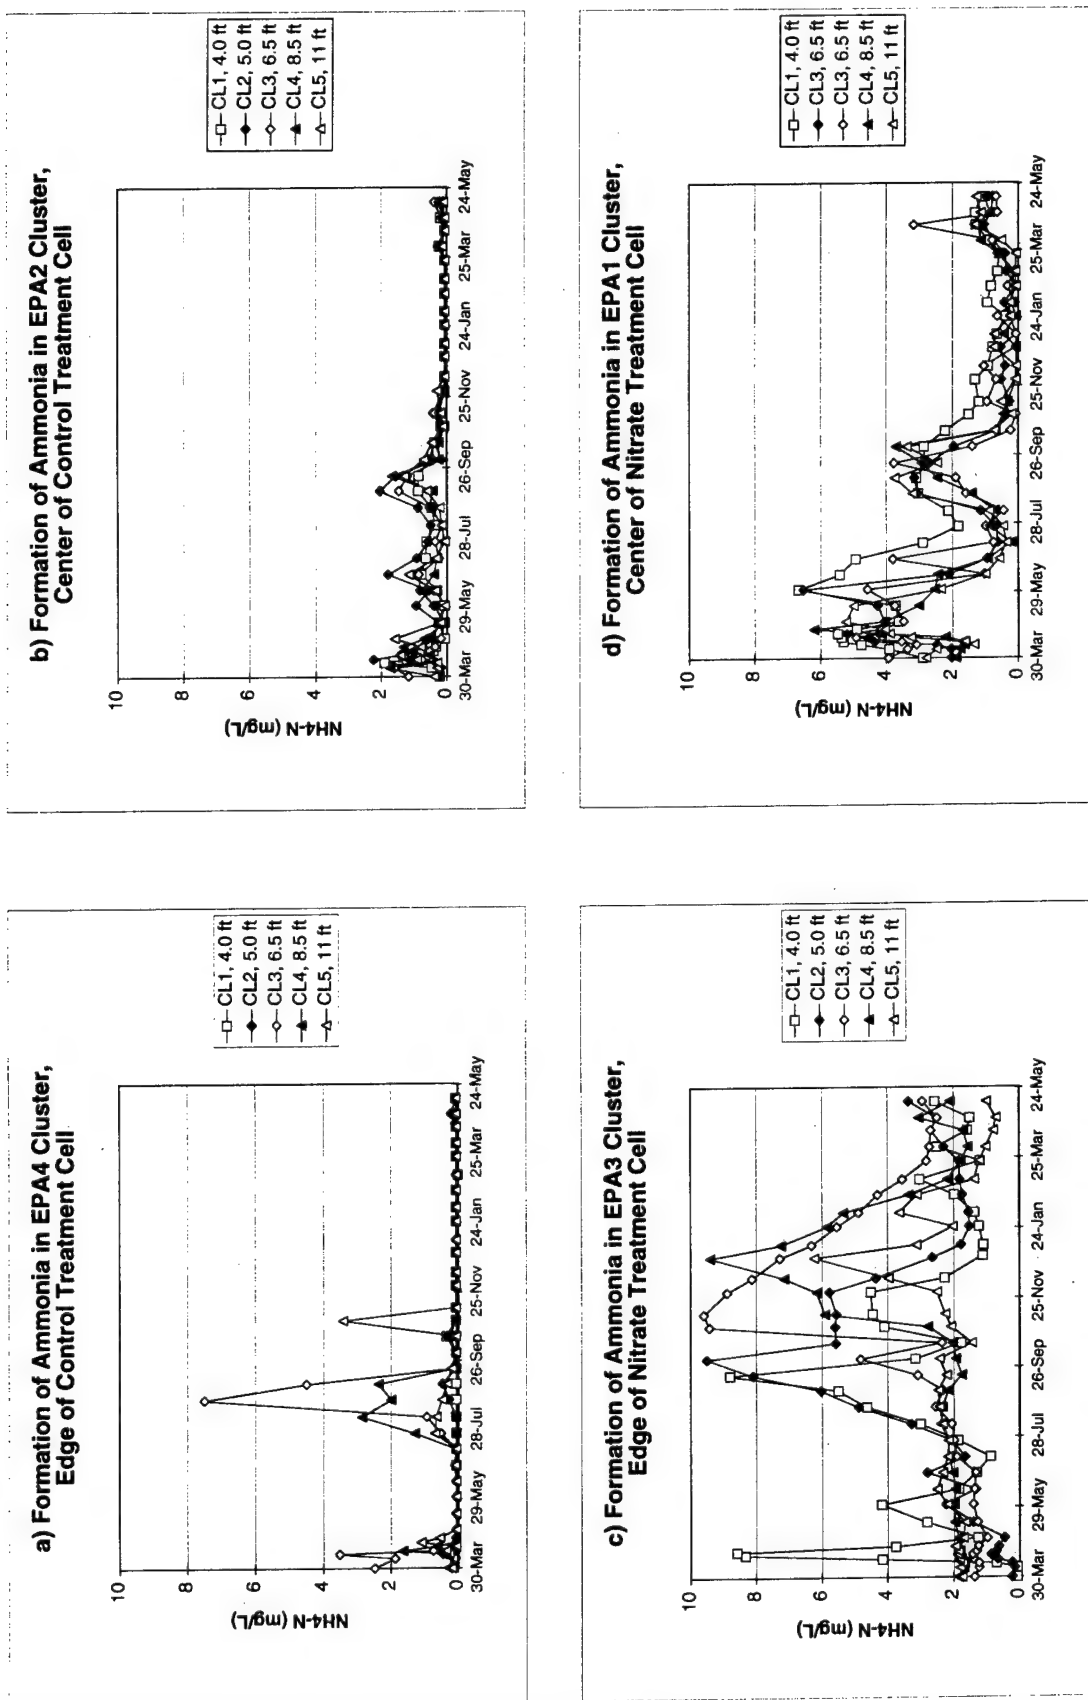 a) Formation of Ammonia in EPA4 Cluster,
Edge of Control Treatment Cell
NH4-N (mg/L)
10
8
6
4
2
0
30-Mar
29-May
28-Jul
26-Sep
25-Nov
24-Jan
25-Mar
24-May
CL1, 4.0 ft
CL2, 5.0 ft
CL3, 6.5 ft
CL4, 8.5 ft
CL5, 11 ft
b) Formation of Ammonia in EPA2 Cluster,
Center of Control Treatment Cell
NH4-N (mg/L)
10
8
6
4
2
0
30-Mar
29-May
28-Jul
26-Sep
25-Nov
24-Jan
25-Mar
24-May
CL1, 4.0 ft
CL2, 5.0 ft
CL3, 6.5 ft
CL4, 8.5 ft
CL5, 11 ft
c) Formation of Ammonia in EPA3 Cluster,
Edge of Nitrate Treatment Cell
NH4-N (mg/L)
10
8
6
4
2
0
30-Mar
29-May
28-Jul
26-Sep
25-Nov
24-Jan
25-Mar
24-May
CL1, 4.0 ft
CL2, 5.0 ft
CL3, 6.5 ft
CL4, 8.5 ft
CL5, 11 ft
d) Formation of Ammonia in EPA1 Cluster,
Center of Nitrate Treatment Cell
NH4-N (mg/L)
10
8
6
4
2
0
30-Mar
29-May
28-Jul
26-Sep
25-Nov
24-Jan
25-Mar
24-May
CL1, 4.0 ft
CL3, 6.5 ft
CL3, 6.5 ft
CL4, 8.5 ft
CL5, 11 ft